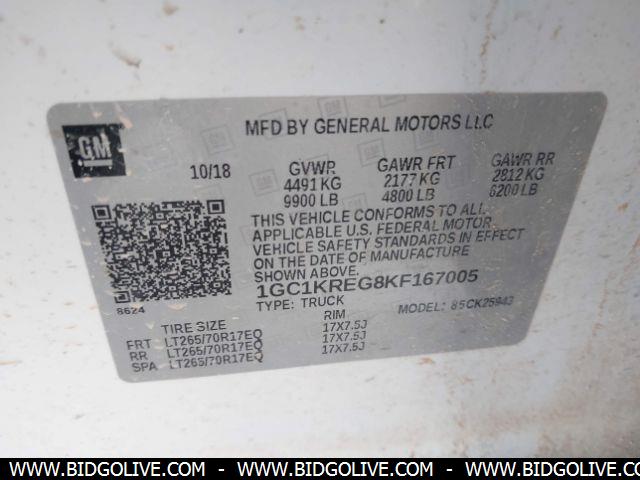 GM
MFD BY GENERAL MOTORS LLC
10/18 GVWR GAWR FRT GAWR RR
4491 KG 2177 KG 2812 KG
9900 LB 4800 LB 6200 LB
THIS VEHICLE CONFORMS TO ALL
APPLICABLE U.S. FEDERAL MOTOR
VEHICLE SAFETY STANDARDS IN EFFECT
ON THE DATE OF MANUFACTURE
SHOWN ABOVE.
1GC1KREG8KF167005
8624
TYPE: TRUCK MODEL: 85CK25943
TIRE SIZE RIM
FRT LT265/70R17EQ 17X7.5J
RR LT265/70R17EQ 17X7.5J
SPA LT265/70R17EQ 17X7.5J
WWW.BIDGOLIVE.COM - WWW.BIDGOLIVE.COM - WWW.BIDGOLIVE.COM